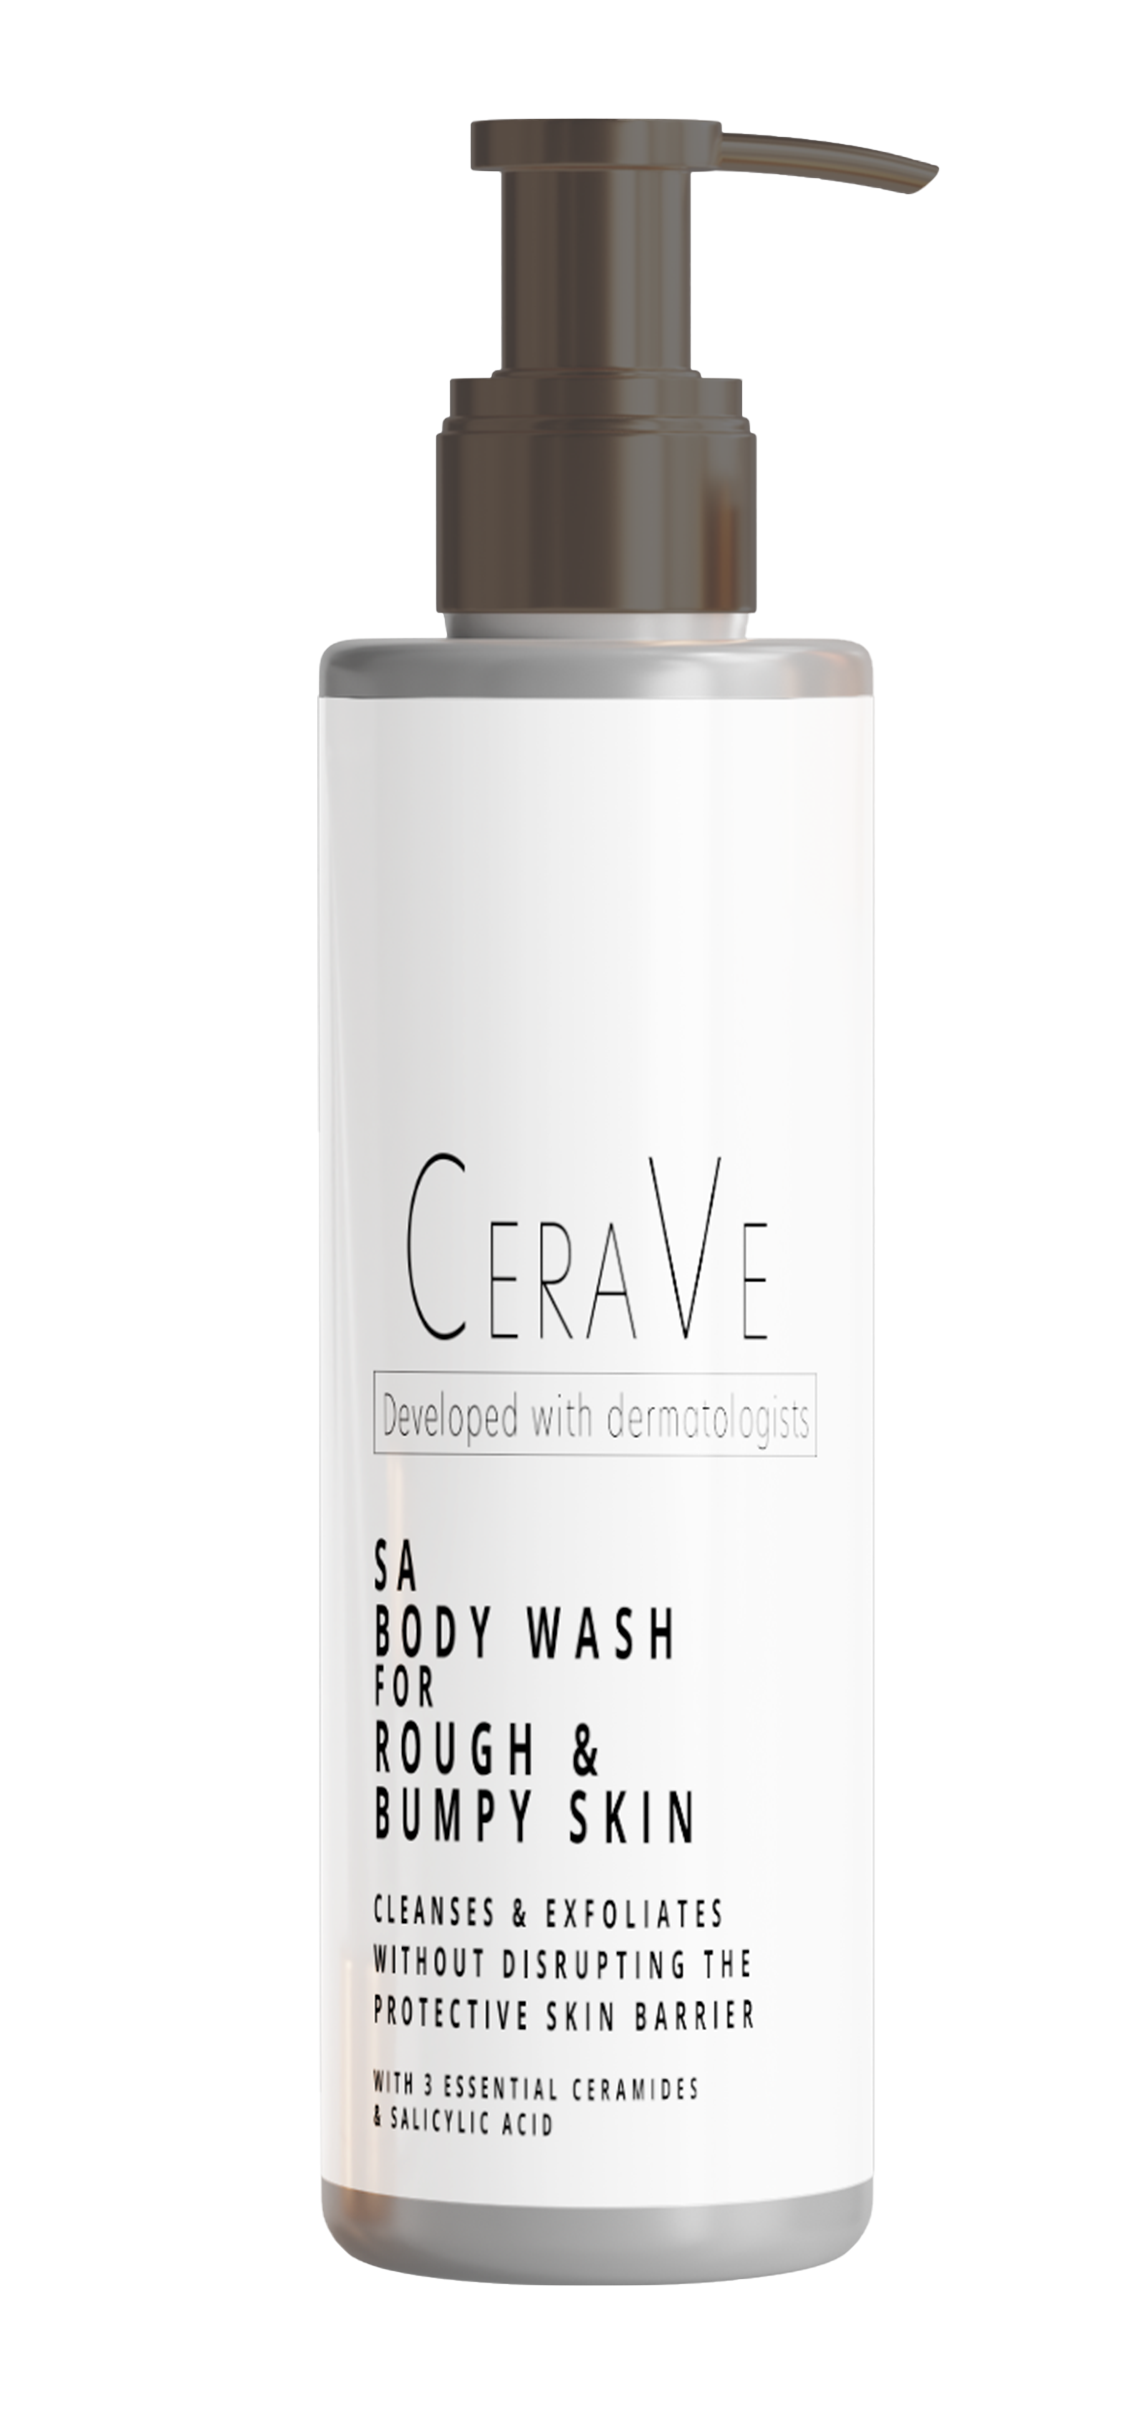 CERAVE
Developed with dermatologists
SA
BODY WASH
FOR
ROUGH &
BUMPY SKIN
CLEANSES & EXFOLIATES
WITHOUT DISRUPTING THE
PROTECTIVE SKIN BARRIER
WITH 3 ESSENTIAL CERAMIDES
& SALICYLIC ACID